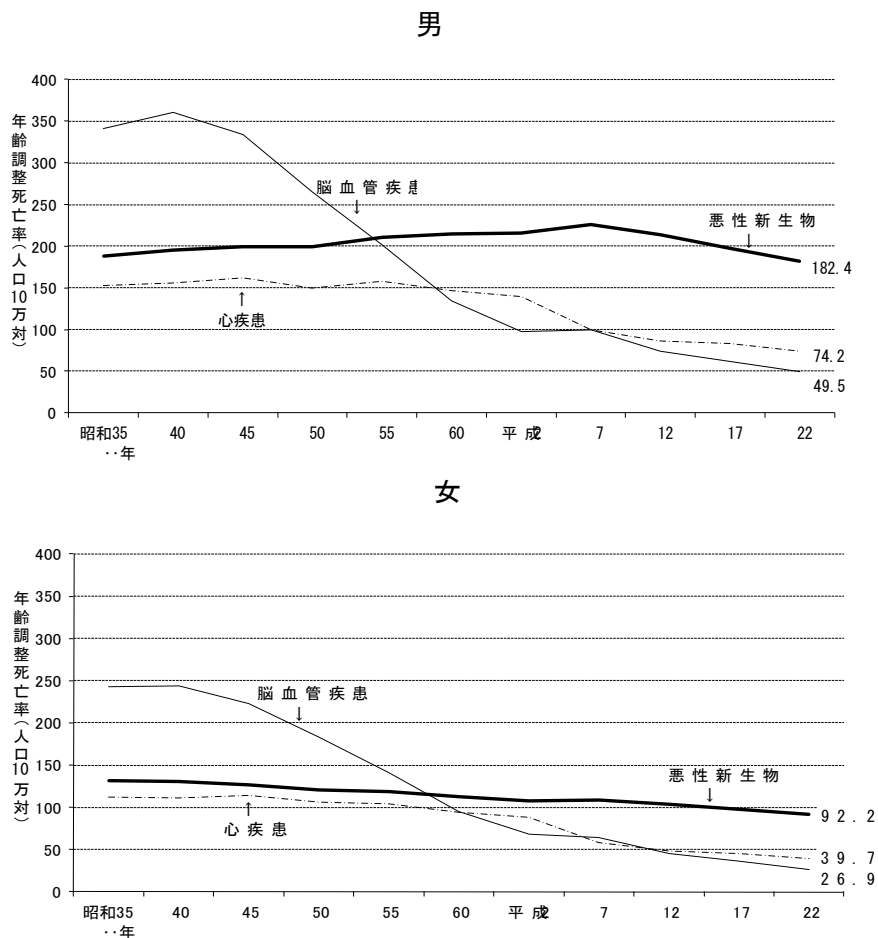 男
年齢調整死亡率(人口10万対)
400
350
300
250
200
150
100
50
0
脳血管疾患
↓
悪性新生物
↓
↑
心疾患
182.4
74.2
49.5
昭和35 40 45 50 55 60 平成2 7 12 17 22
‥年
女
年齢調整死亡率(人口10万対)
400
350
300
250
200
150
100
50
0
脳血管疾患
↓
悪性新生物
↓
↑
心疾患
92.2
39.7
26.9
昭和35 40 45 50 55 60 平成2 7 12 17 22
‥年